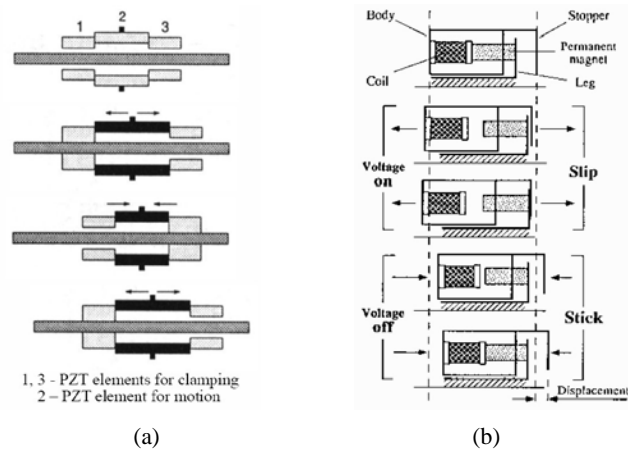 1 2 3
1, 3 - PZT elements for clamping
2 – PZT element for motion
(a)
Body
Stopper
Permanent
magnet
Coil
Leg
Voltage
on
Slip
Voltage
off
Stick
Displacement
(b)